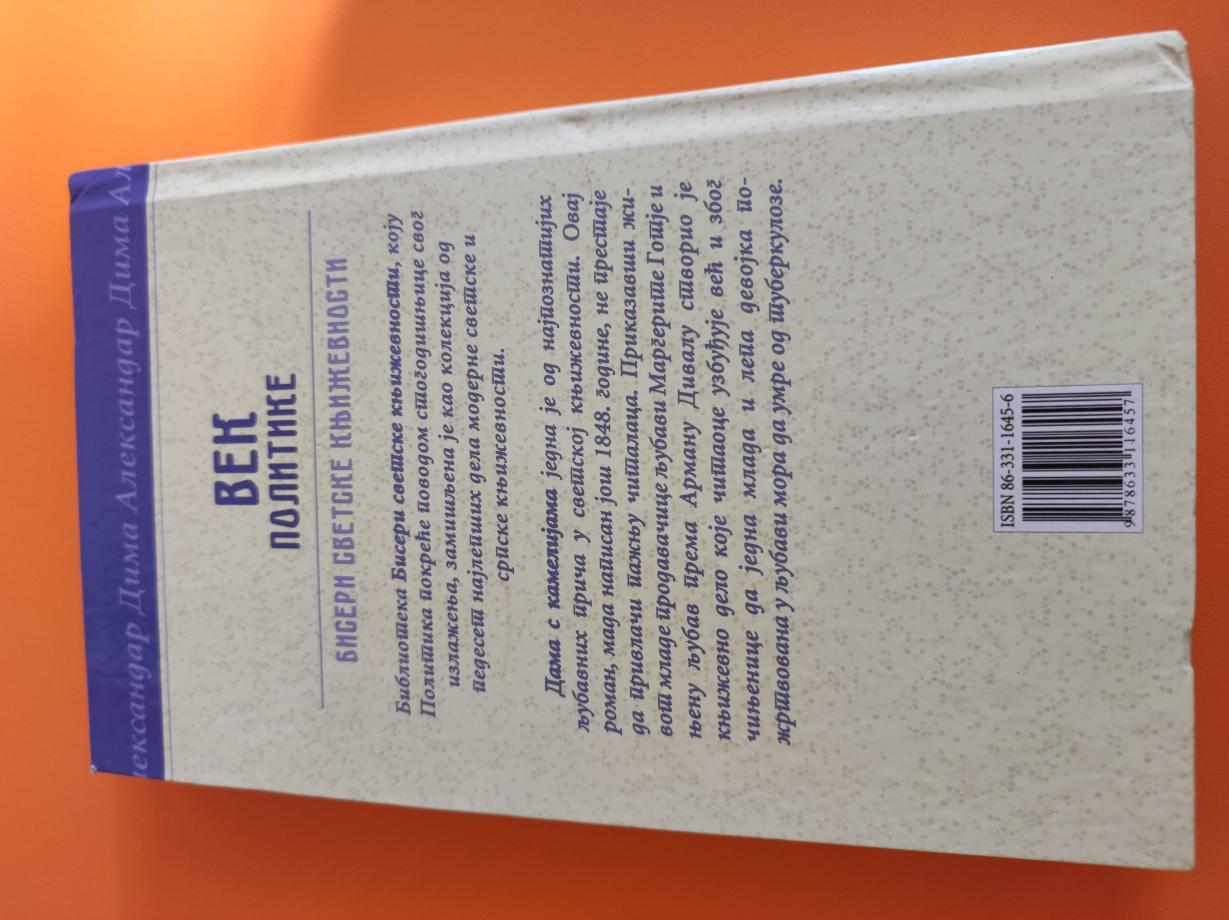 лександар Дима Александар Дима Ал
ВЕК
ПОЛИТИКЕ
БИСЕРИ СВЕТСКЕ КЊИЖЕВНОСТИ
Библиотека Бисери светске књижевности, коју
Политика покреће поводом стогодишњице свог
излажења, замишљена је као колекција од
педесет најлепших дела модерне светске и
српске књижевности.
Дама с камелијама једна је од најпознатијих
љубавних прича у светској књижевности. Овај
роман, мада написан још 1848. године, не престаје
да привлачи пажњу читалаца. Приказавши жи-
вот младе продавачице љубави Маргерите Готје и
њену љубав према Арману Дивалу створио је
књижевно дело које читаоце узбуђује већ и због
чињенице да једна млада и лепа девојка по-
жртвована у љубави мора да умре од туберкулозе.
ISBN 86-331-1645-6
9788633116457